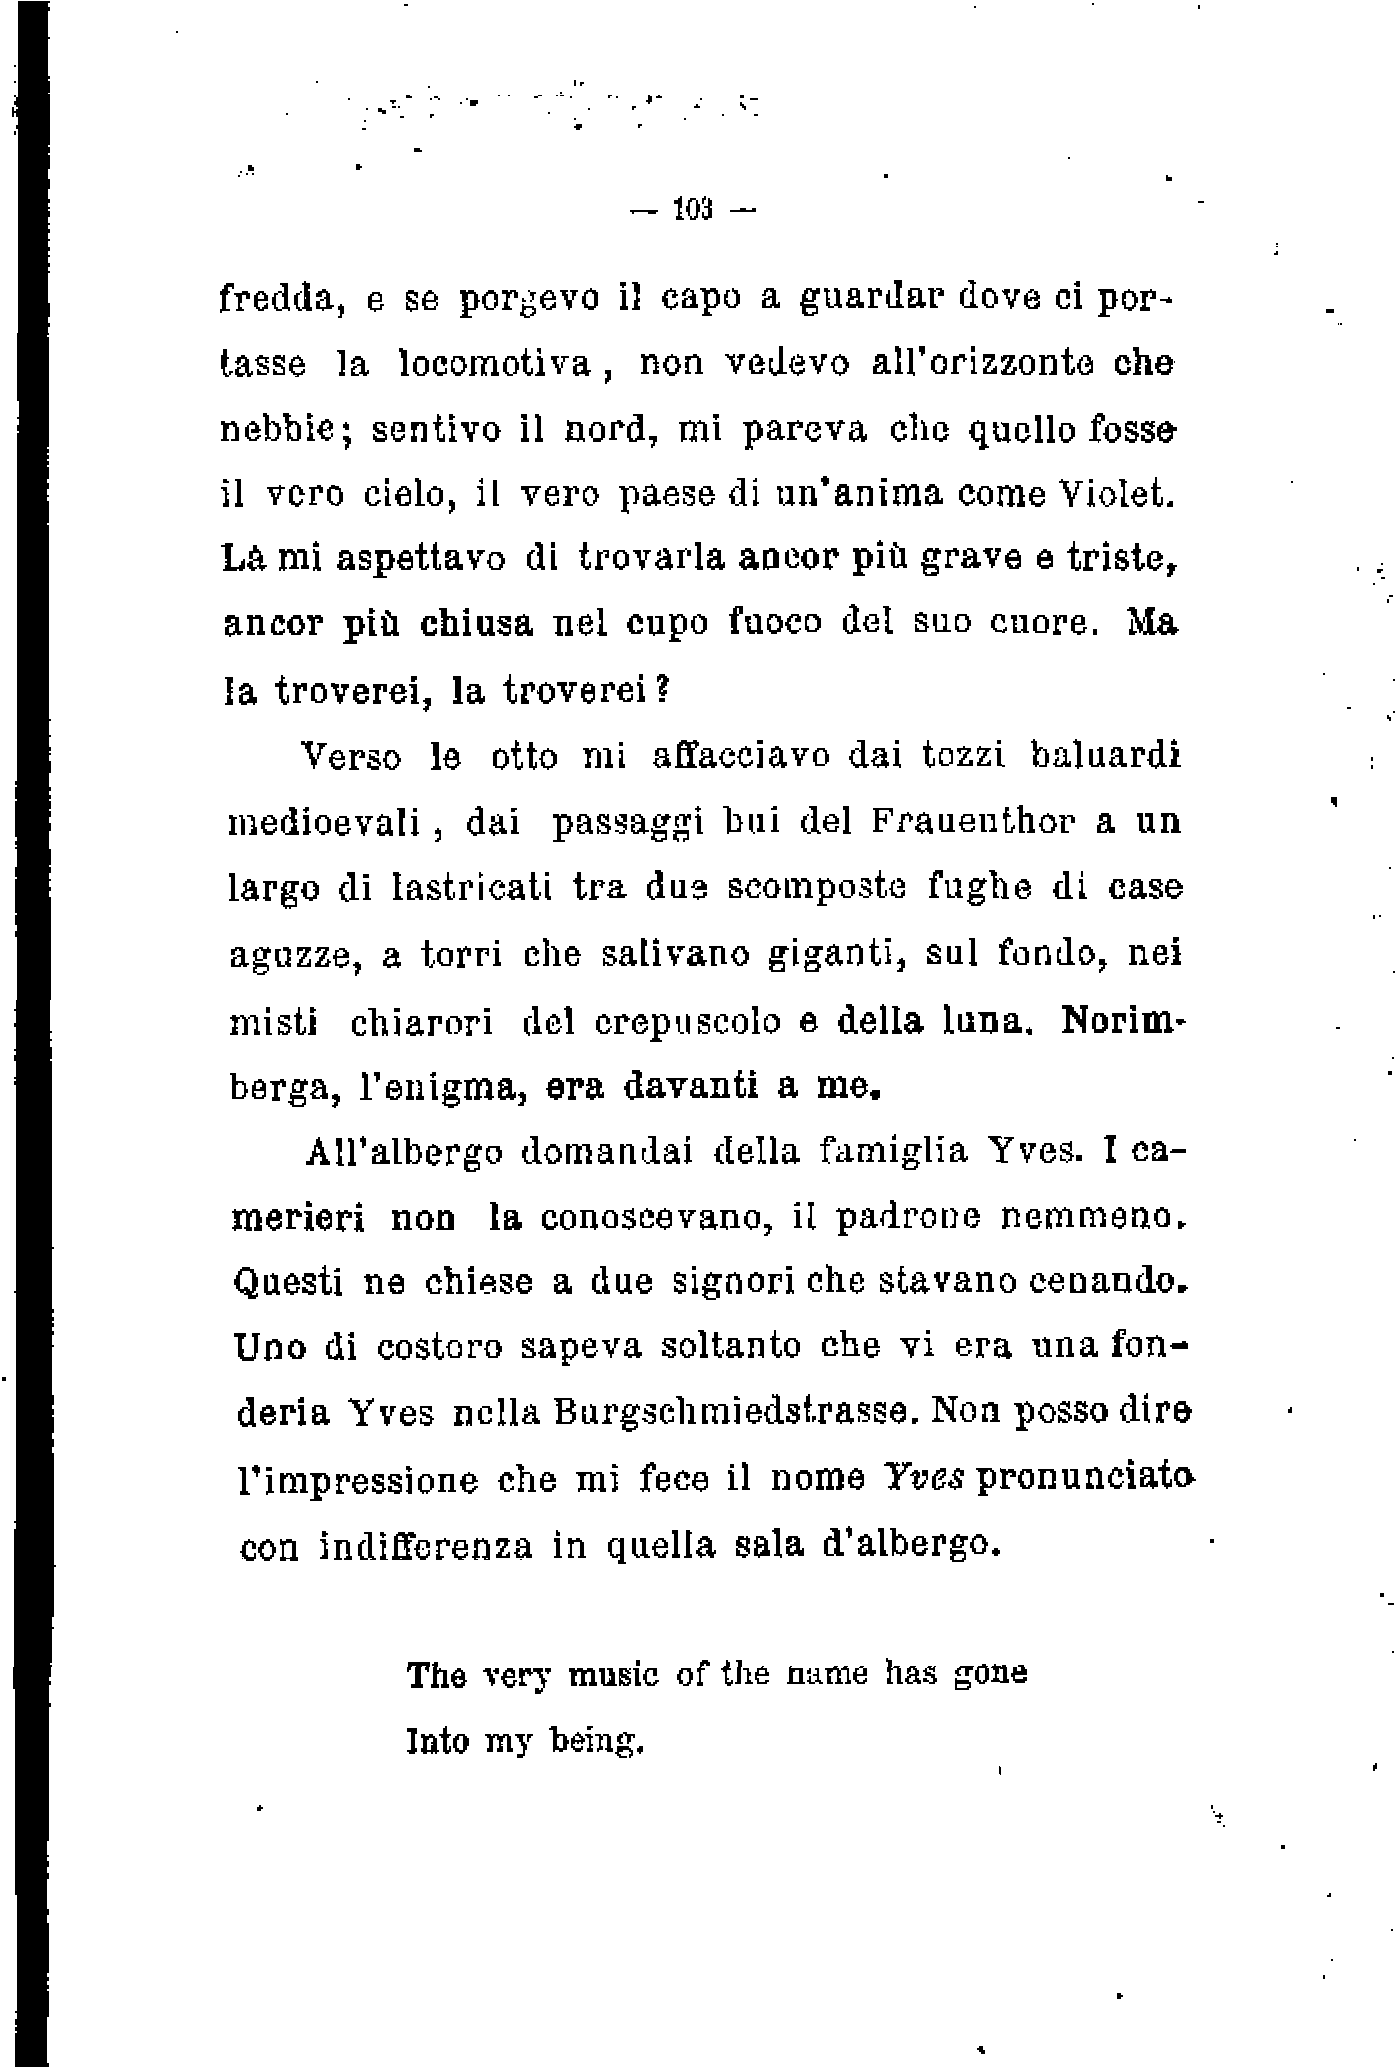 — 103 —
fredda, e se porgevo il capo a guardar dove ci por-
tasse la locomotiva, non vedevo all'orizzonte che
nebbie; sentivo il nord, mi pareva che quello fosse
il vero cielo, il vero paese di un'anima come Violet.
Là mi aspettavo di trovarla ancor più grave e triste,
ancor più chiusa nel cupo fuoco del suo cuore. Ma
la troverei, la troverei?
Verso le otto mi affacciavo dai tozzi baluardi
medioevali, dai passaggi bui del Frauenthor a un
largo di lastricati tra due scomposte fughe di case
aguzze, a torri che salivano giganti, sul fondo, nei
misti chiarori del crepuscolo e della luna. Norim-
berga, l'enigma, era davanti a me.
All'albergo domandai della famiglia Yves. I ca-
merieri non la conoscevano, il padrone nemmeno.
Questi ne chiese a due signori che stavano cenando.
Uno di costoro sapeva soltanto che vi era una fon-
deria Yves nella Burgschmiedstrasse. Non posso dire
l'impressione che mi fece il nome Yves pronunciato
con indifferenza in quella sala d'albergo.
The very music of the name has gone
Into my being.